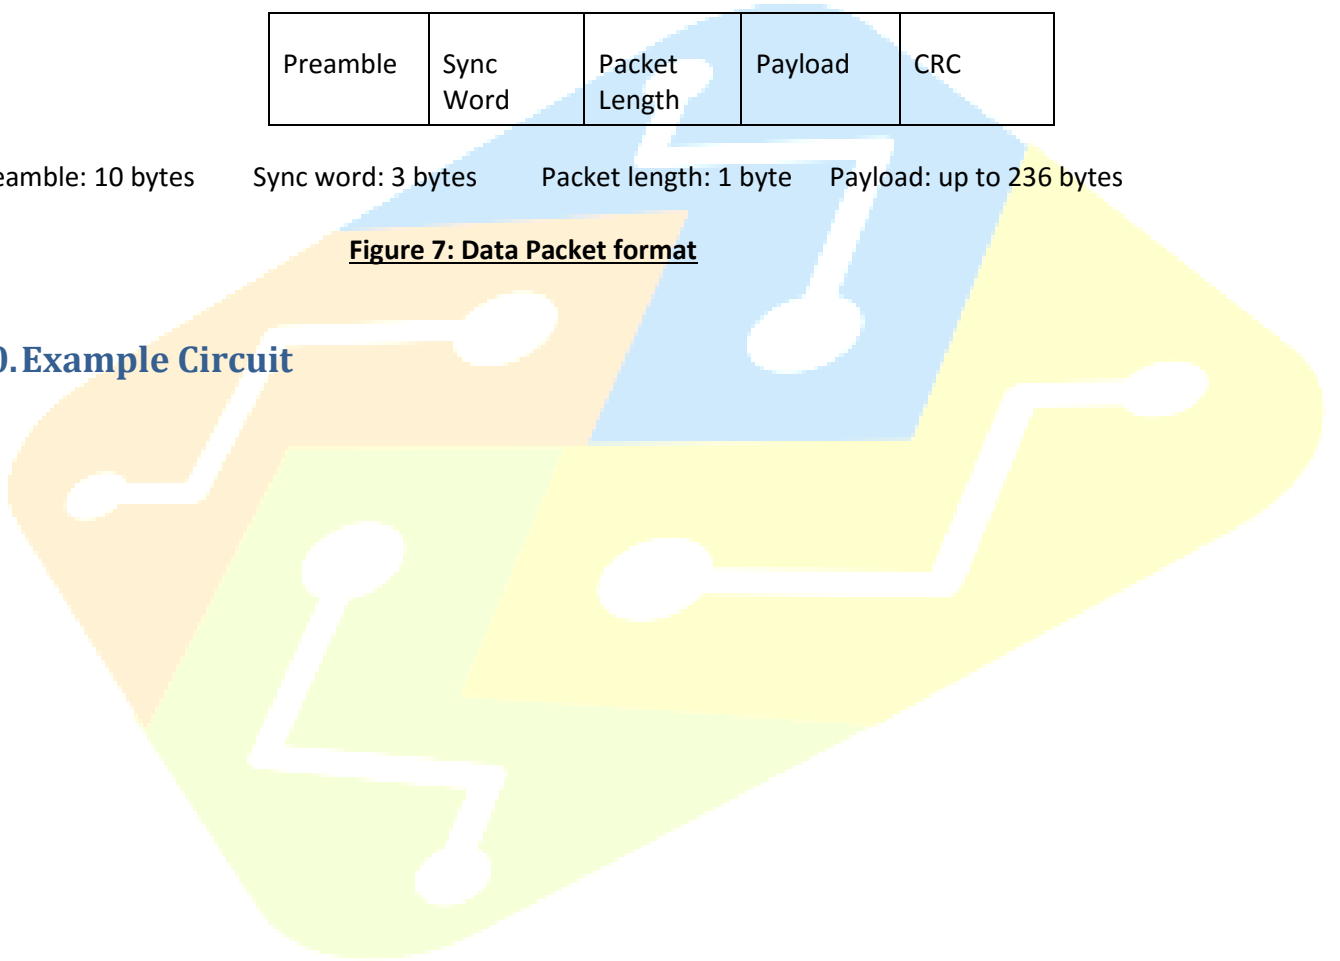 Preamble Sync Word Packet Length Payload CRC
eamble: 10 bytes Sync word: 3 bytes Packet length: 1 byte Payload: up to 236 bytes
Figure 7: Data Packet format
0. Example Circuit